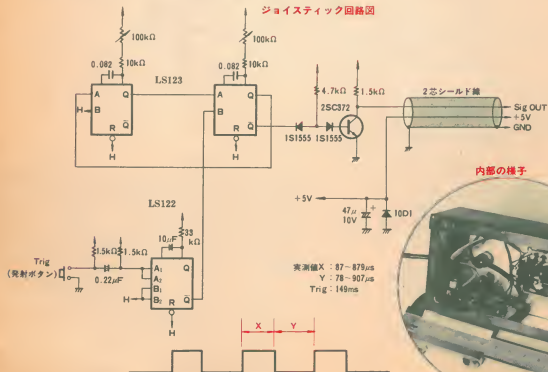 ジョイスティック回路図
100kΩ
100kΩ
0.082
10kΩ
LS123
0.082
10kΩ
A
Q
H
B
R
Q̄
H
A
Q
B
R
Q̄
H
4.7kΩ
1.5kΩ
2SC372
1S1555
1S1555
2芯シールド線
Sig OUT
+5V
GND
+5V
47μ
10V
+
10D1
内部の様子
LS122
33
kΩ
10μF
Trig
(発射ボタン)
1.5kΩ
1.5kΩ
0.22μF
A₁
A₂
H
B₁
B₂
R
Q̄
H
実測値X : 87~879μs
Y : 78~907μs
Trig : 149ms
X
Y